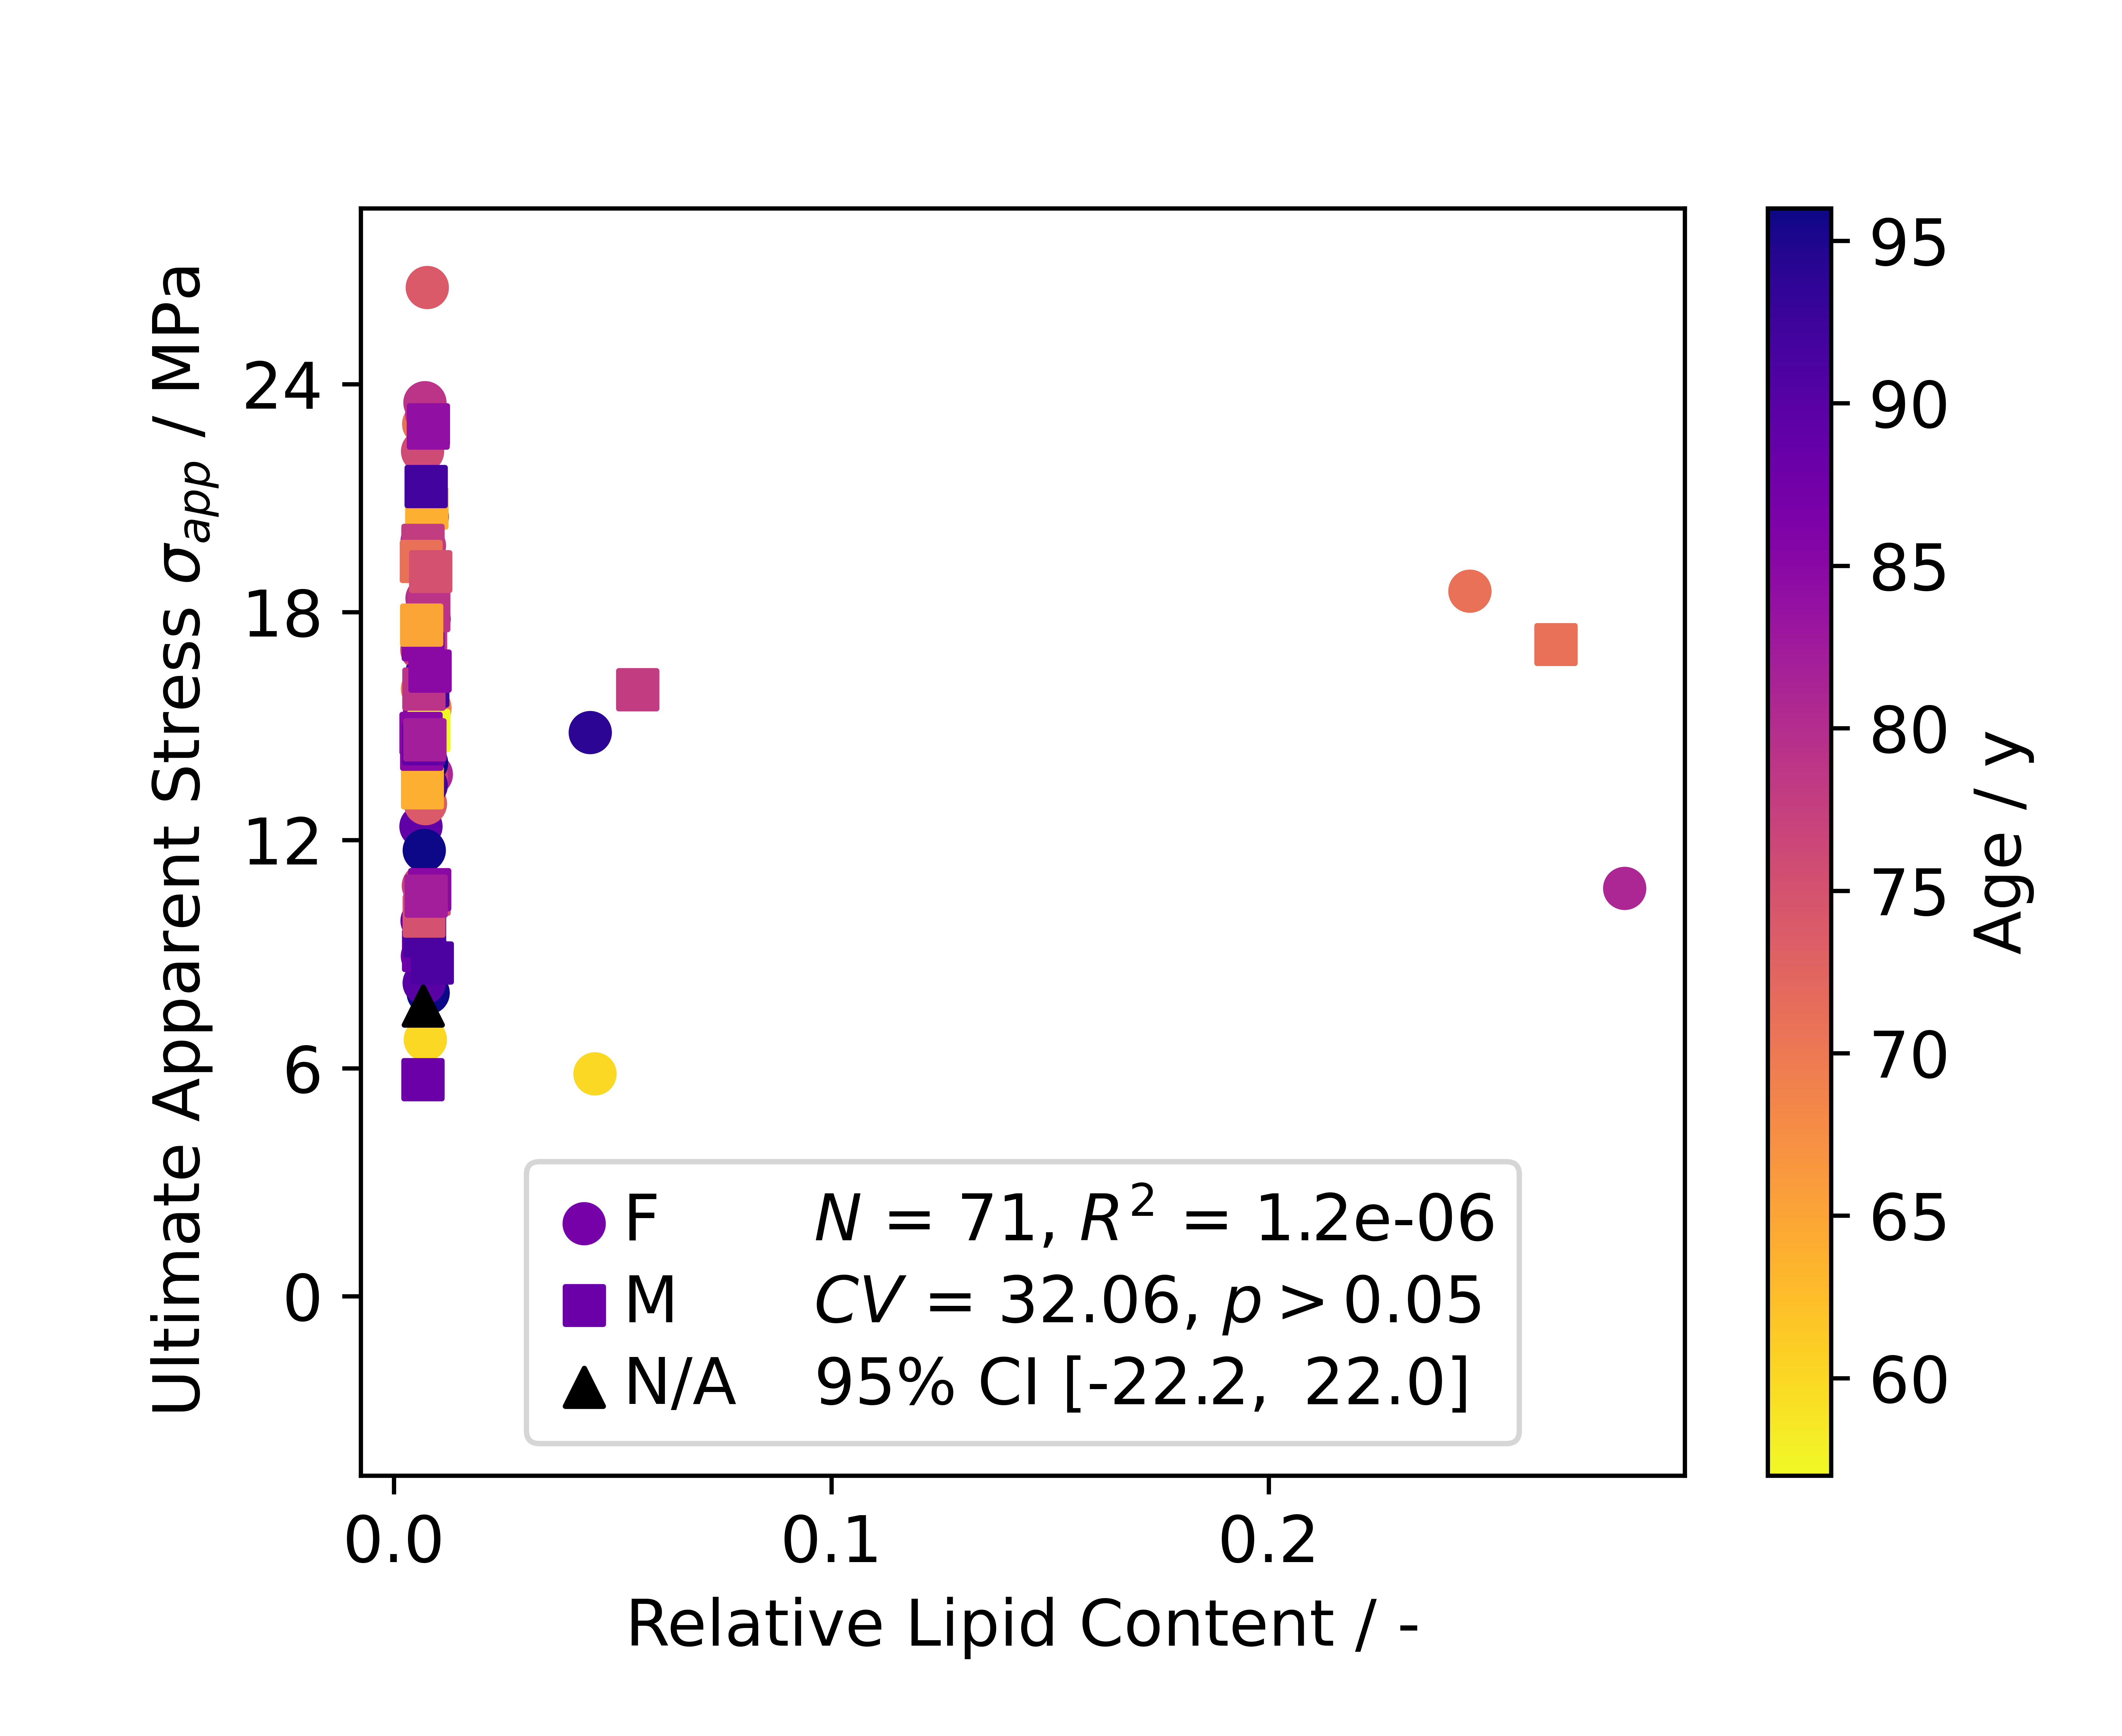 Ultimate Apparent Stress σapp / MPa
24
18
12
6
0
F N = 71, R² = 1.2e-06
M CV = 32.06, p > 0.05
N/A 95% CI [-22.2, 22.0]
0.0 0.1 0.2
Relative Lipid Content / -
95
90
85
80
75
70
65
60
Age / y